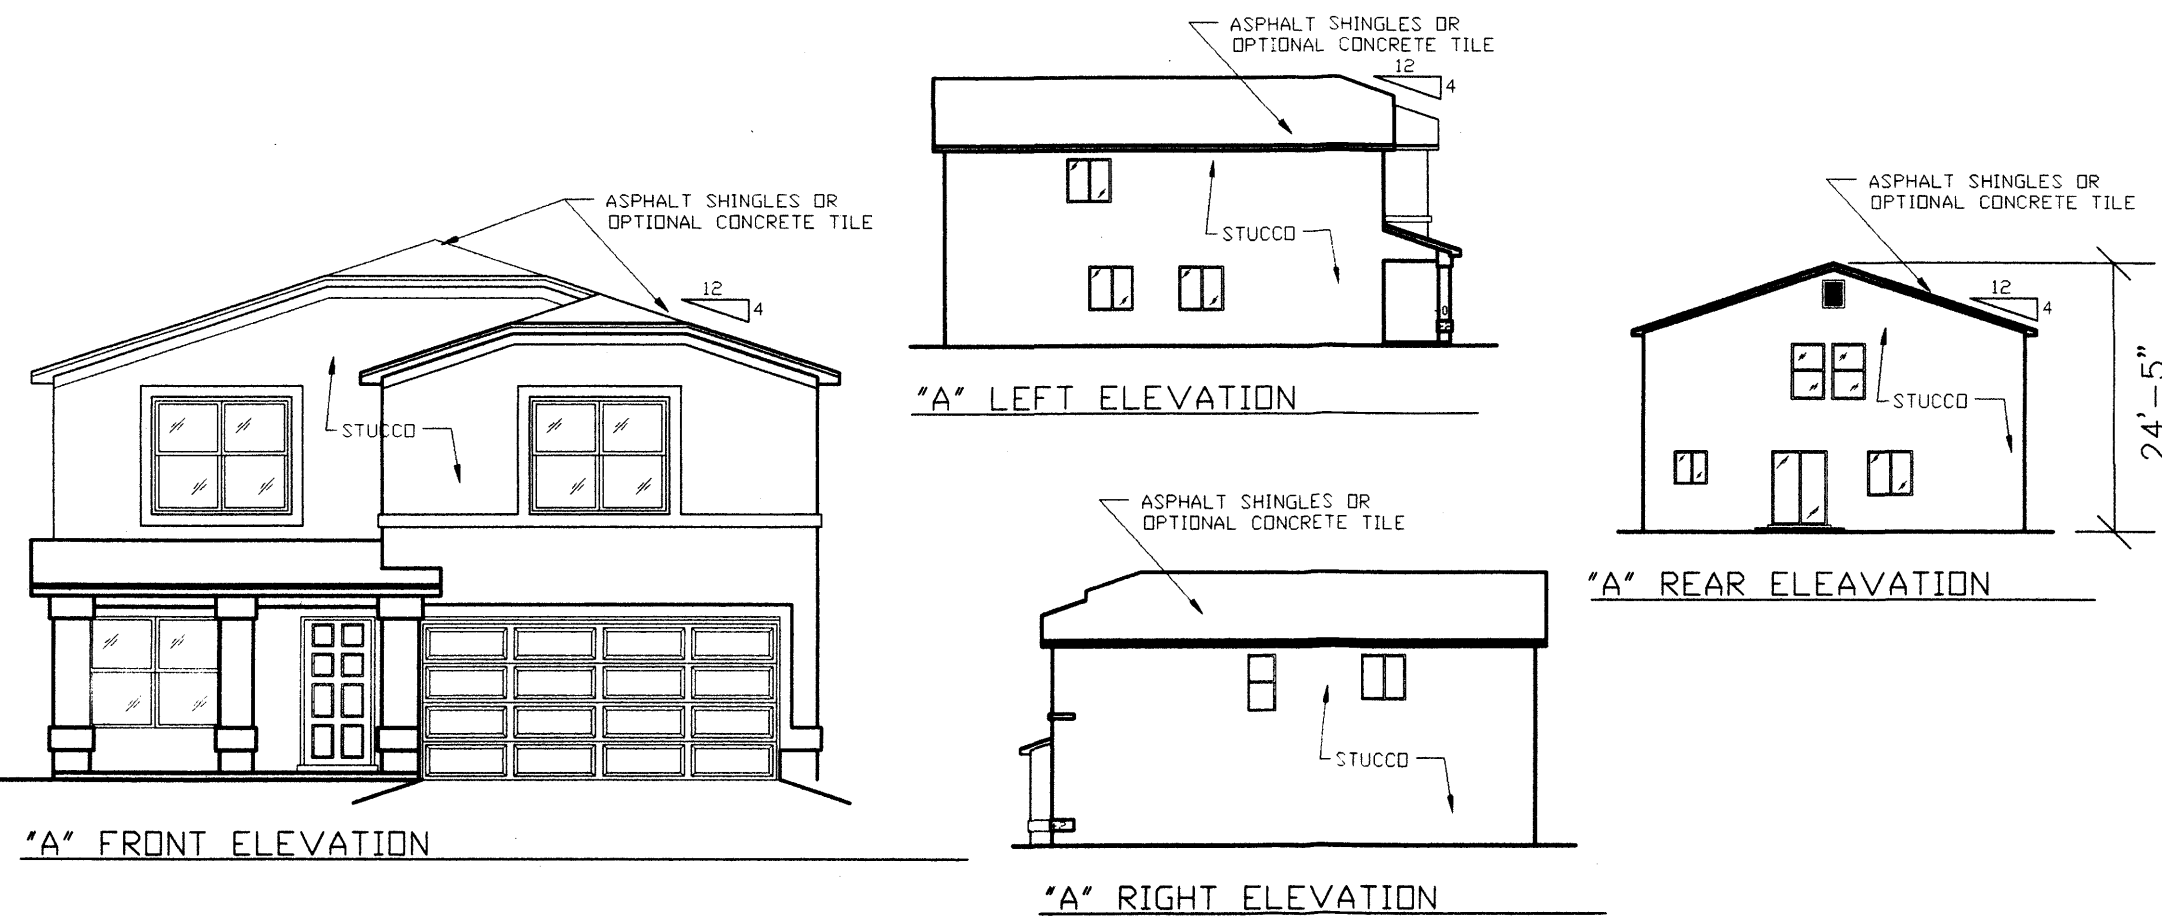 ASPHALT SHINGLES OR
OPTIONAL CONCRETE TILE
12
4
STUCCO
"A" FRONT ELEVATION
ASPHALT SHINGLES OR
OPTIONAL CONCRETE TILE
12
4
STUCCO
"A" LEFT ELEVATION
ASPHALT SHINGLES OR
OPTIONAL CONCRETE TILE
STUCCO
"A" RIGHT ELEVATION
ASPHALT SHINGLES OR
OPTIONAL CONCRETE TILE
12
4
STUCCO
24'-5"
"A" REAR ELEAVATION